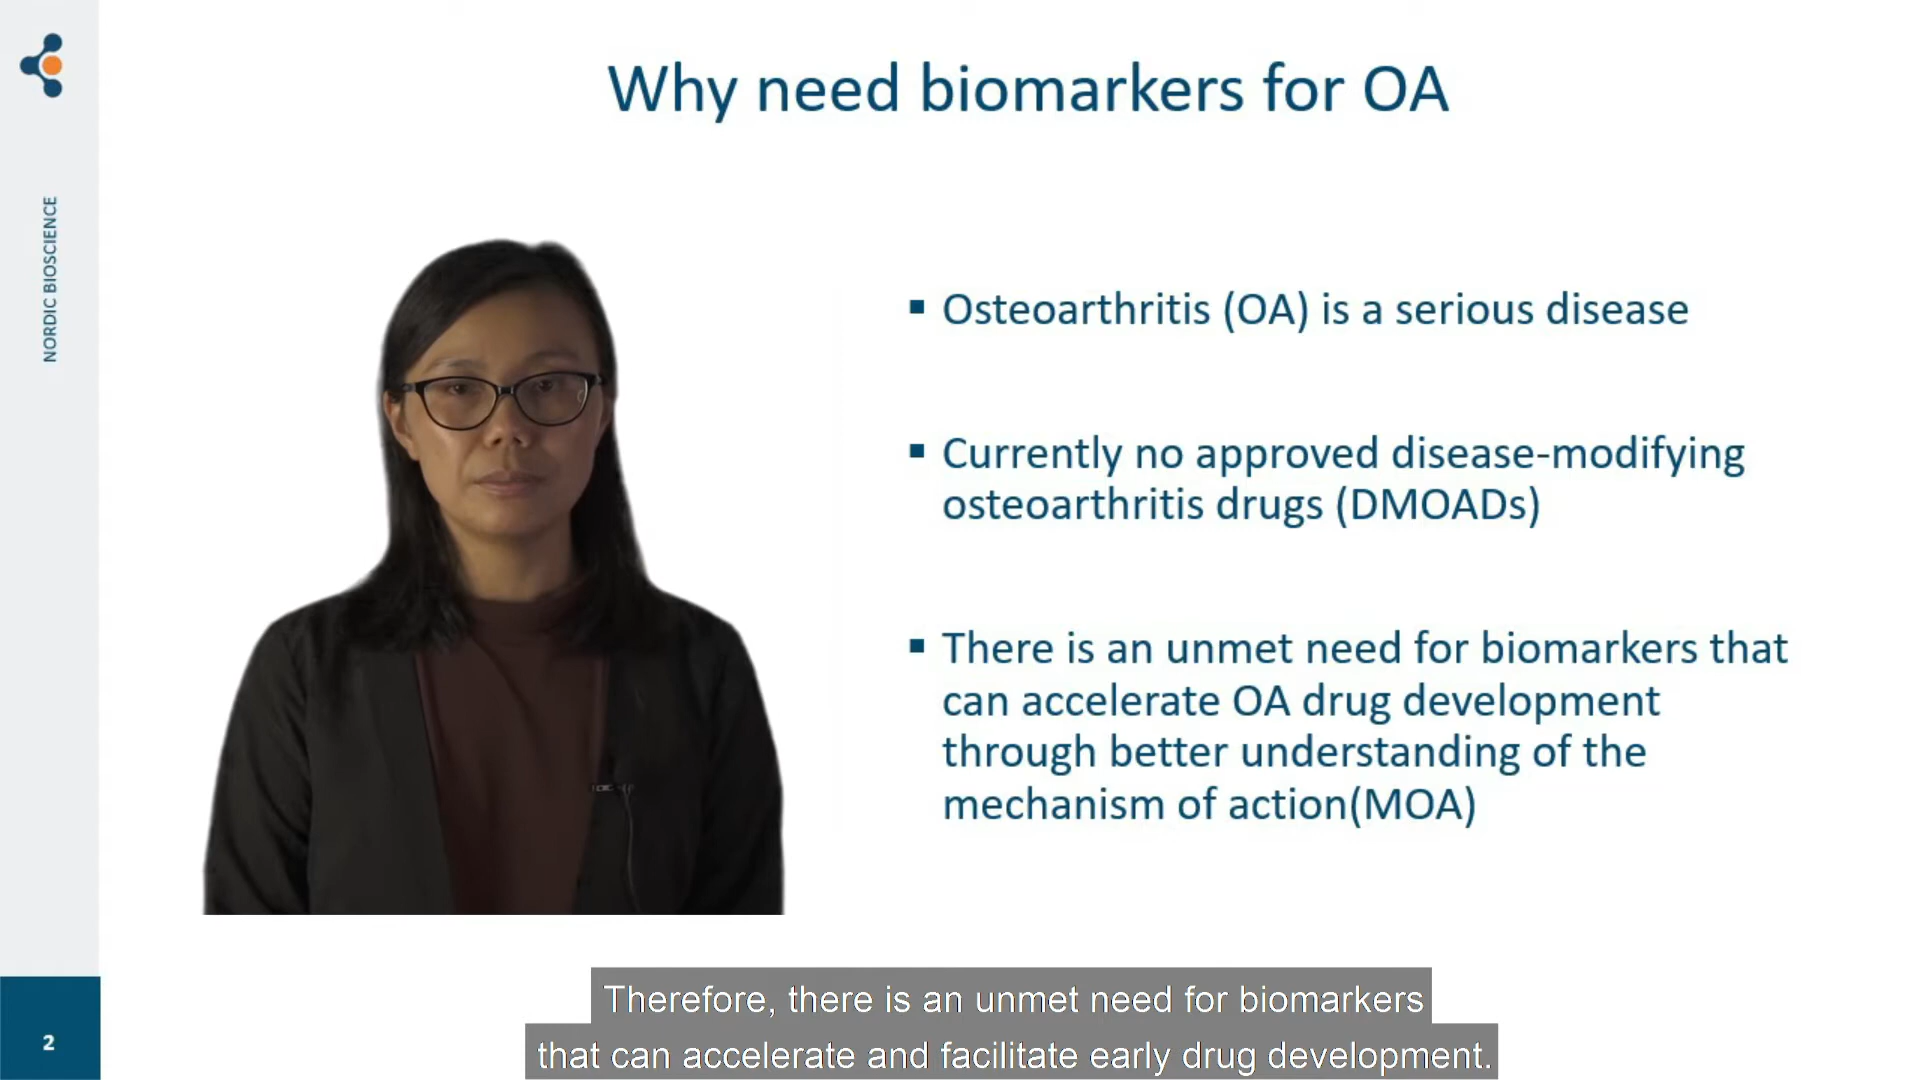 Why need biomarkers for OA
NORDIC BIOSCIENCE
▪ Osteoarthritis (OA) is a serious disease
▪ Currently no approved disease-modifying
osteoarthritis drugs (DMOADs)
▪ There is an unmet need for biomarkers that
can accelerate OA drug development
through better understanding of the
mechanism of action(MOA)
Therefore, there is an unmet need for biomarkers
that can accelerate and facilitate early drug development.
2